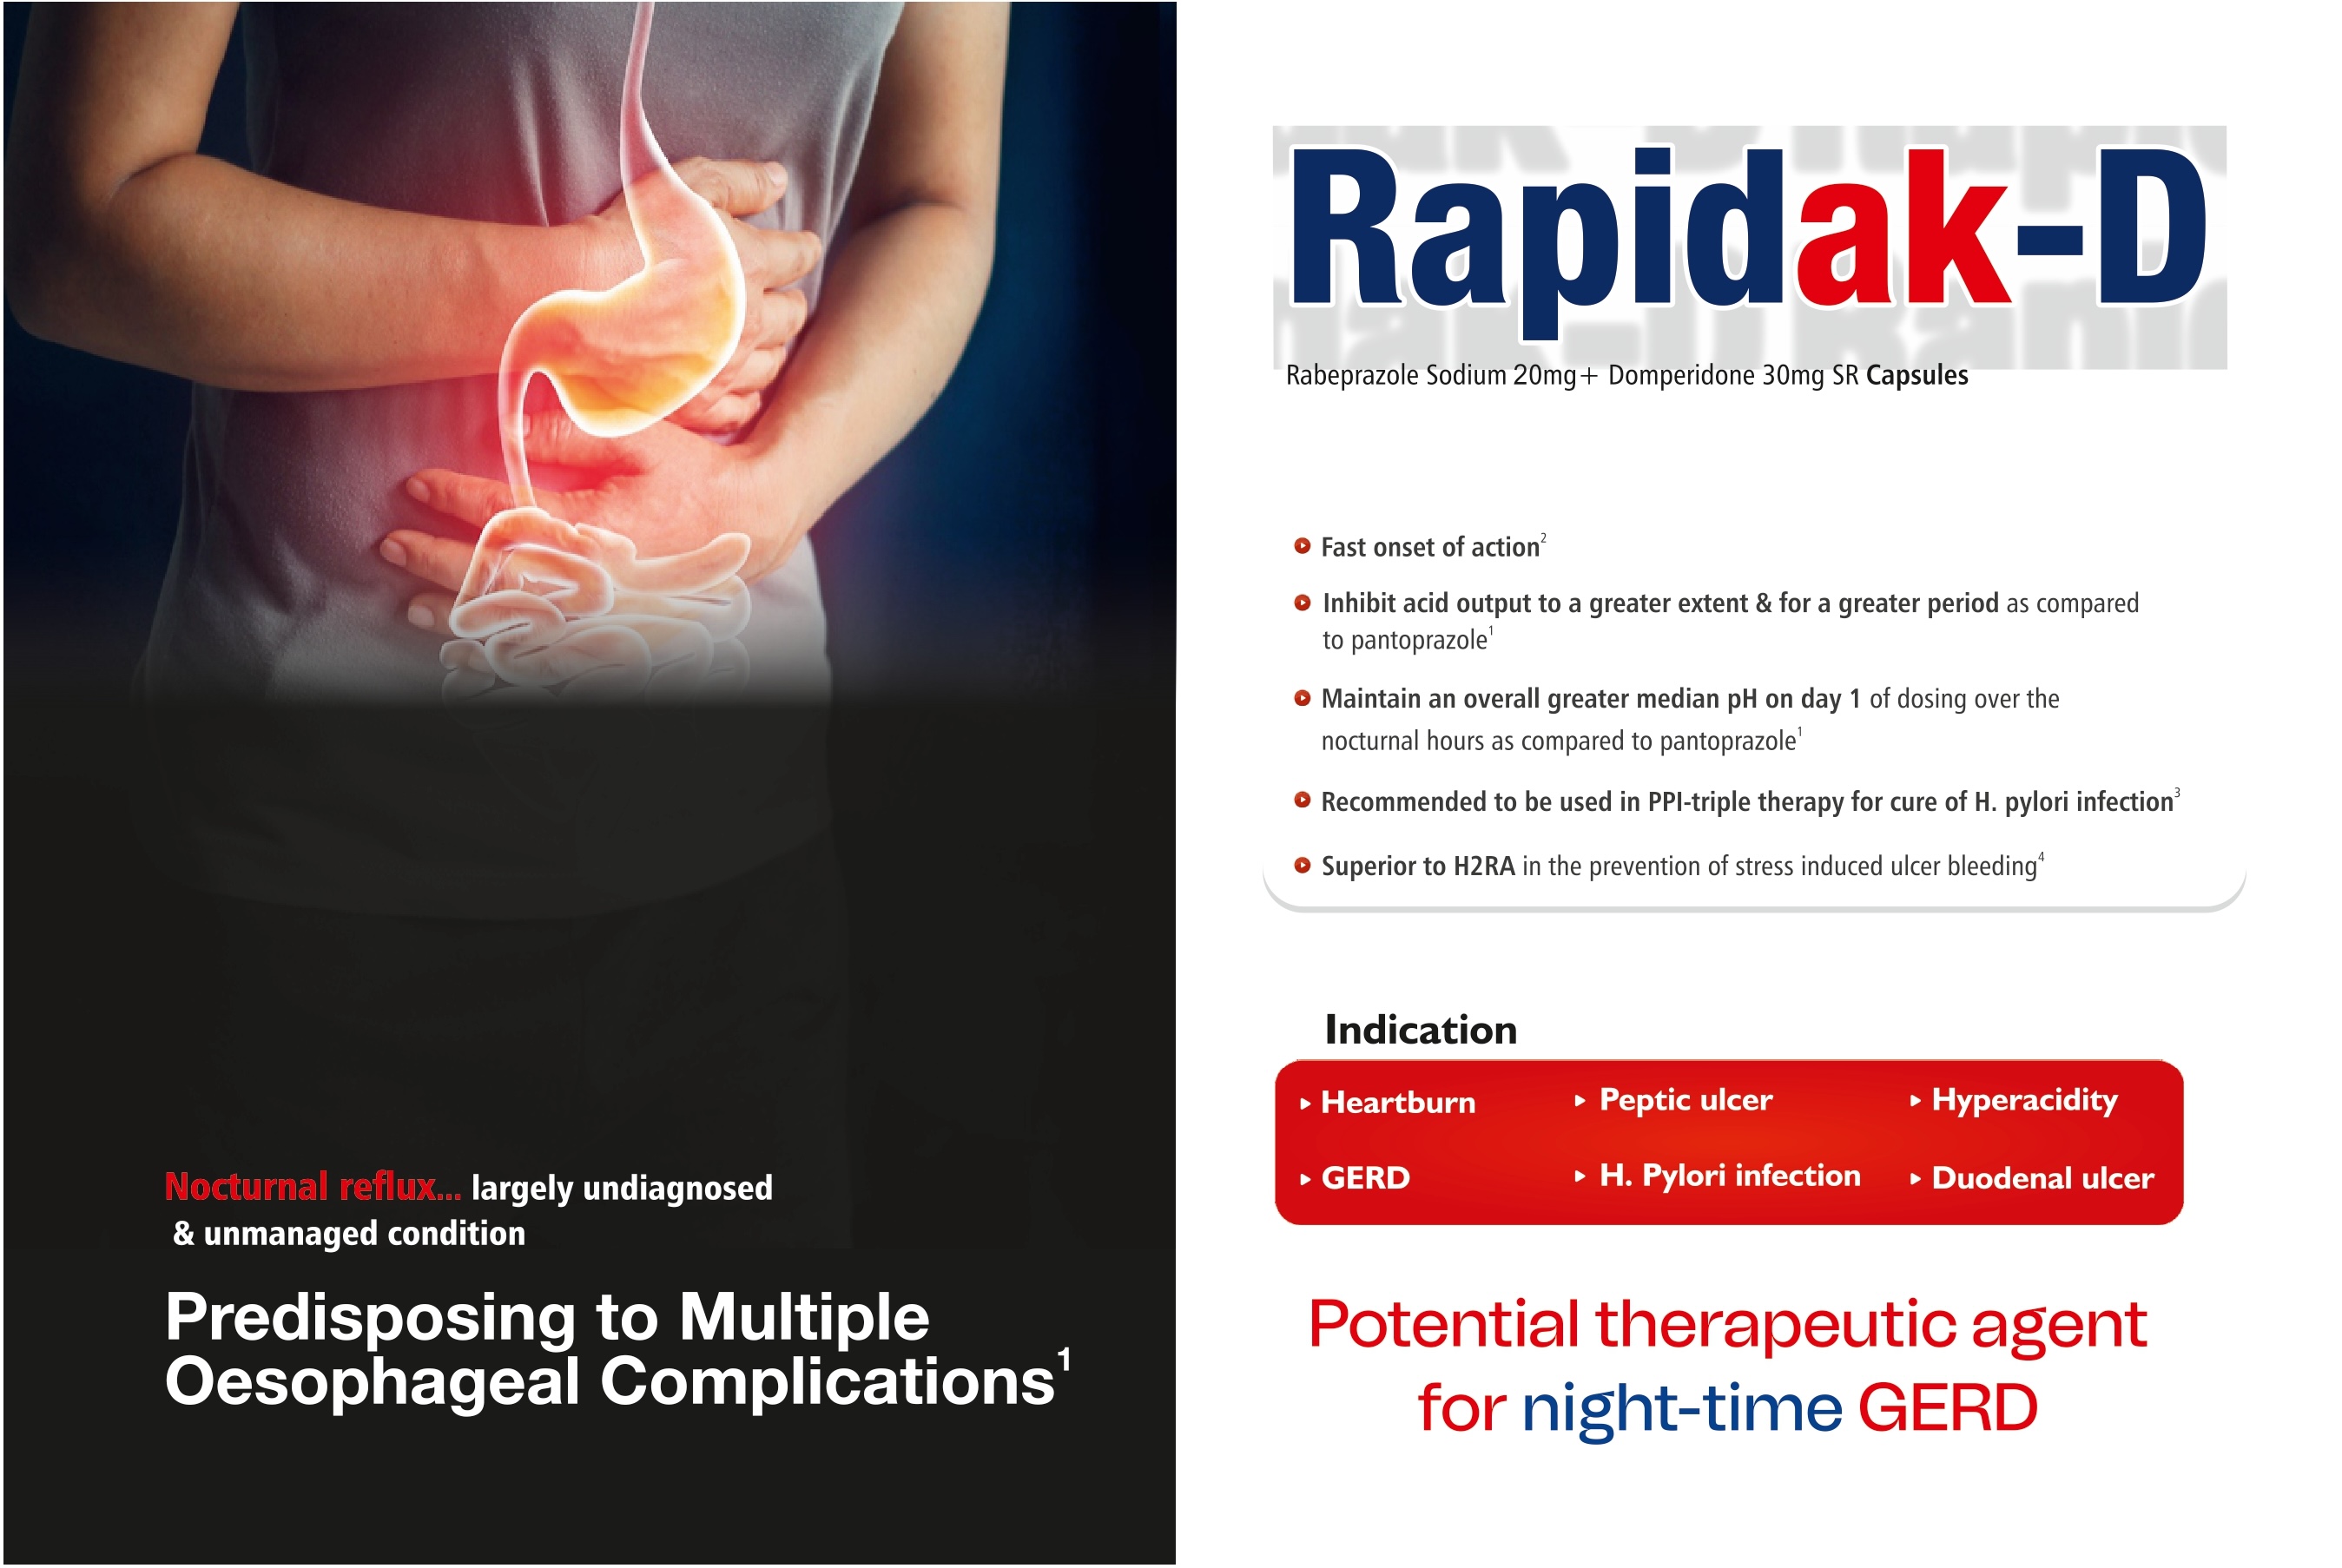 Nocturnal reflux... largely undiagnosed
& unmanaged condition
Predisposing to Multiple
Oesophageal Complications¹
Rapidak-D
Rabeprazole Sodium 20mg+ Domperidone 30mg SR Capsules
Fast onset of action²
Inhibit acid output to a greater extent & for a greater period as compared
to pantoprazole¹
Maintain an overall greater median pH on day 1 of dosing over the
nocturnal hours as compared to pantoprazole¹
Recommended to be used in PPI-triple therapy for cure of H. pylori infection³
Superior to H2RA in the prevention of stress induced ulcer bleeding⁴
Indication
Heartburn
Peptic ulcer
Hyperacidity
GERD
H. Pylori infection
Duodenal ulcer
Potential therapeutic agent
for night-time GERD